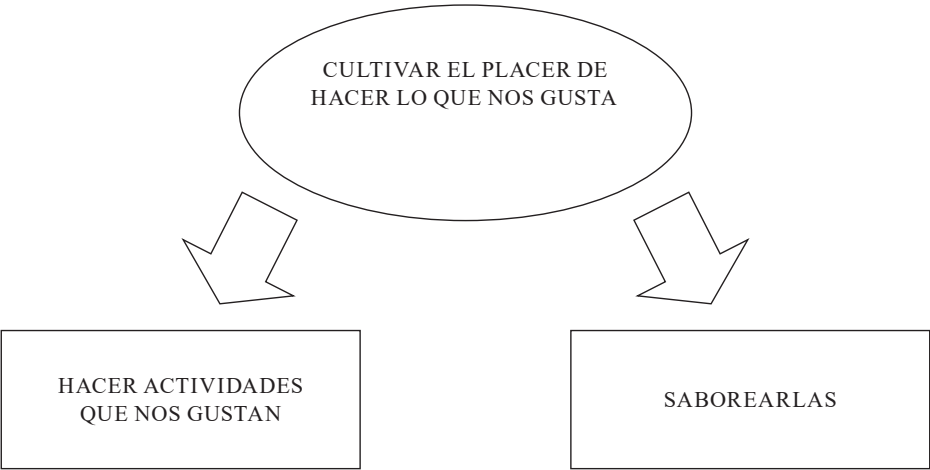 CULTIVAR EL PLACER DE
HACER LO QUE NOS GUSTA
HACER ACTIVIDADES
QUE NOS GUSTAN
SABOREARLAS